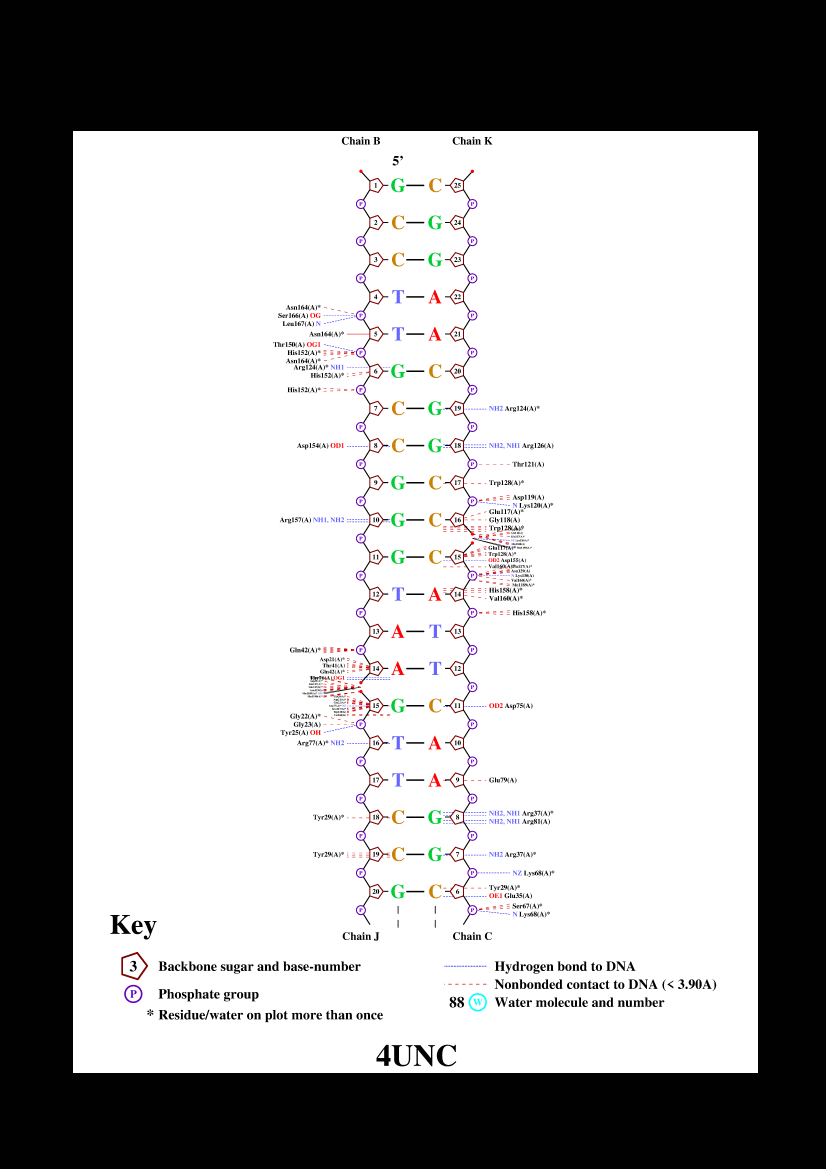 Chain B Chain K
5’
1 G C 25
P P
2 C G 24
P P
3 C G 23
P P
4 T A 22
Asn164(A)*
Ser166(A) OG P P
Leu167(A) N
Asn164(A)* 5 T A 21
Thr150(A) OG1
His152(A)* P P
Asn164(A)*
Arg124(A)* NH1
6 G C 20
His152(A)*
His152(A)* P P
7 C G 19 NH2 Arg124(A)*
P P
Asp154(A) OD1 8 C G 18 NH2, NH1 Arg126(A)
P P Thr121(A)
9 G C 17 Trp128(A)*
Asp119(A)
P P N Lys120(A)*
Glu117(A)*
Arg157(A) NH1, NH2 10 G C 16 Gly118(A)
Trp128(A)*
Glu117(A)*
Trp128(A)*
11 G C 15 OD2 Asp155(A)
Val160(A)*
P P
His158(A)*
12 T A 14
Val160(A)*
P P His158(A)*
13 A T 13
Gln42(A)* P P
Asp21(A)*
Thr41(A)
14 A T 12
Gln42(A)*
OG1
P
15 G C 11 OD2 Asp75(A)
Gly22(A)*
Gly23(A) P P
Tyr25(A) OH
Arg77(A)* NH2 16 T A 10
P P
17 T A 9 Glu79(A)
P P
NH2, NH1 Arg37(A)*
Tyr29(A)* 18 C G 8
NH2, NH1 Arg81(A)
P P
Tyr29(A)* 19 C G 7 NH2 Arg37(A)*
P P NZ Lys68(A)*
Tyr29(A)*
20 G C 6
OE1 Glu35(A)
Ser67(A)*
P P
N Lys68(A)*
Chain J Chain C
Key
3 Backbone sugar and base-number
P Phosphate group
* Residue/water on plot more than once
Hydrogen bond to DNA
Nonbonded contact to DNA (< 3.90A)
88 W Water molecule and number
4UNC